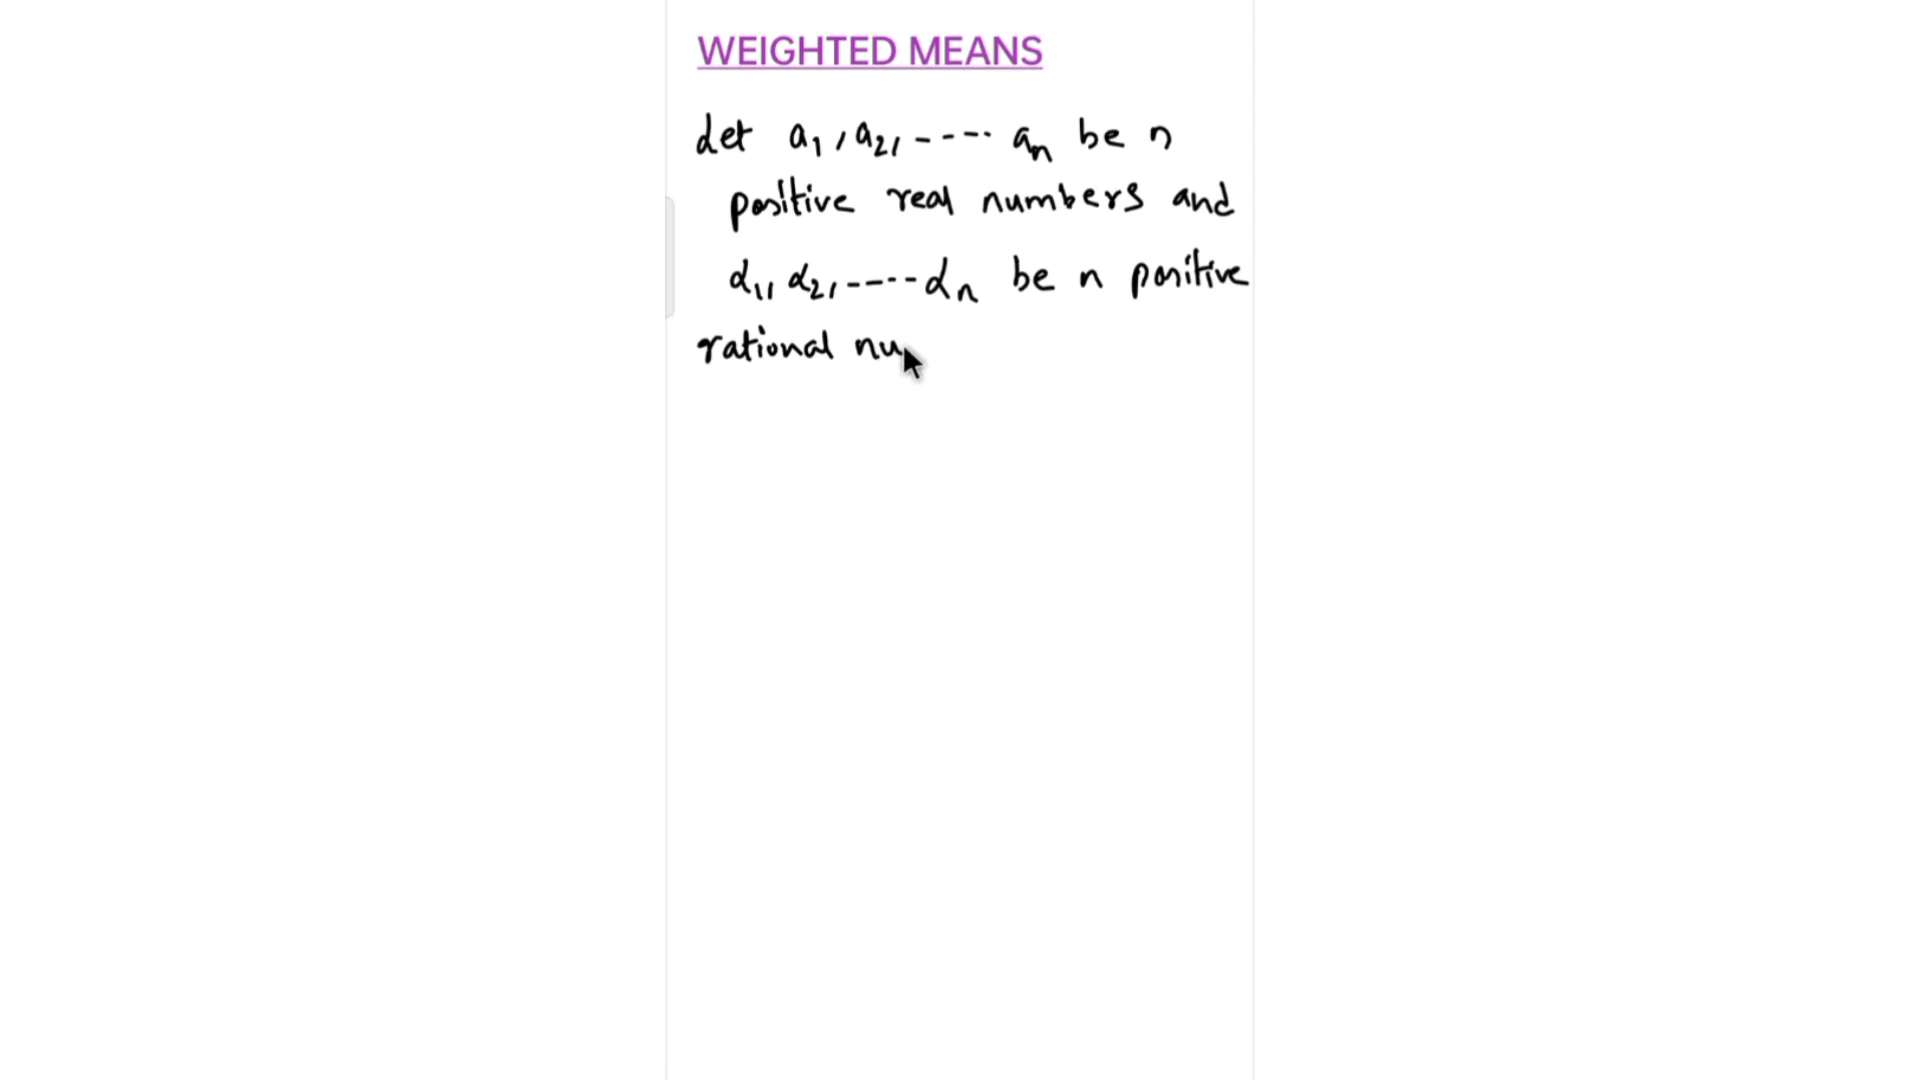 WEIGHTED MEANS
Let a₁, a₂, ---- aₙ be n
positive real numbers and
α₁, α₂, ---- αₙ be n positive
rational nu